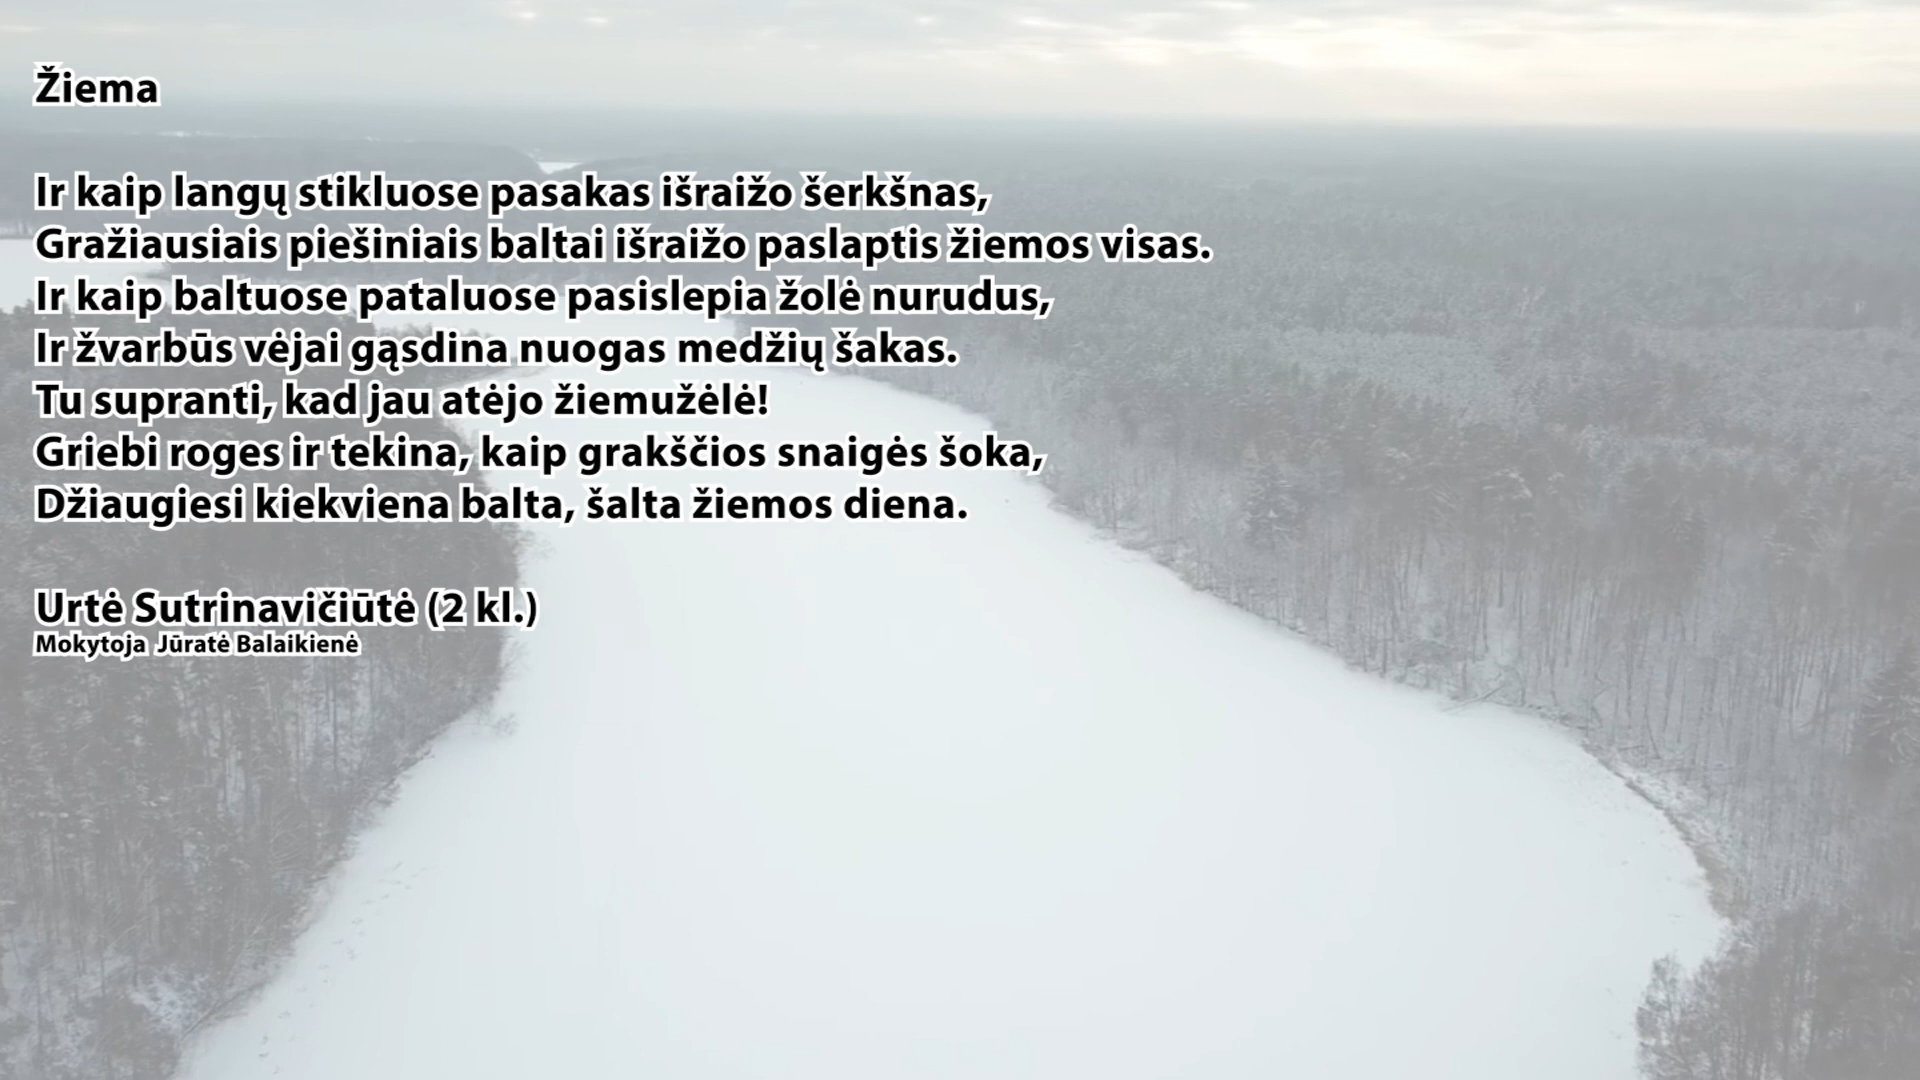 Žiema
Ir kaip langų stikluose pasakas išraižo šerkšnas,
Gražiausiais piešiniais baltai išraižo paslaptis žiemos visas.
Ir kaip baltuose pataluose pasislepia žolė nurudus,
Ir žvarbūs vėjai gąsdina nuogas medžių šakas.
Tu supranti, kad jau atėjo žiemužėlė!
Griebi roges ir tekina, kaip grakščios snaigės šoka,
Džiaugiesi kiekviena balta, šalta žiemos diena.
Urtė Sutrinavičiūtė (2 kl.)
Mokytoja Jūratė Balaikienė